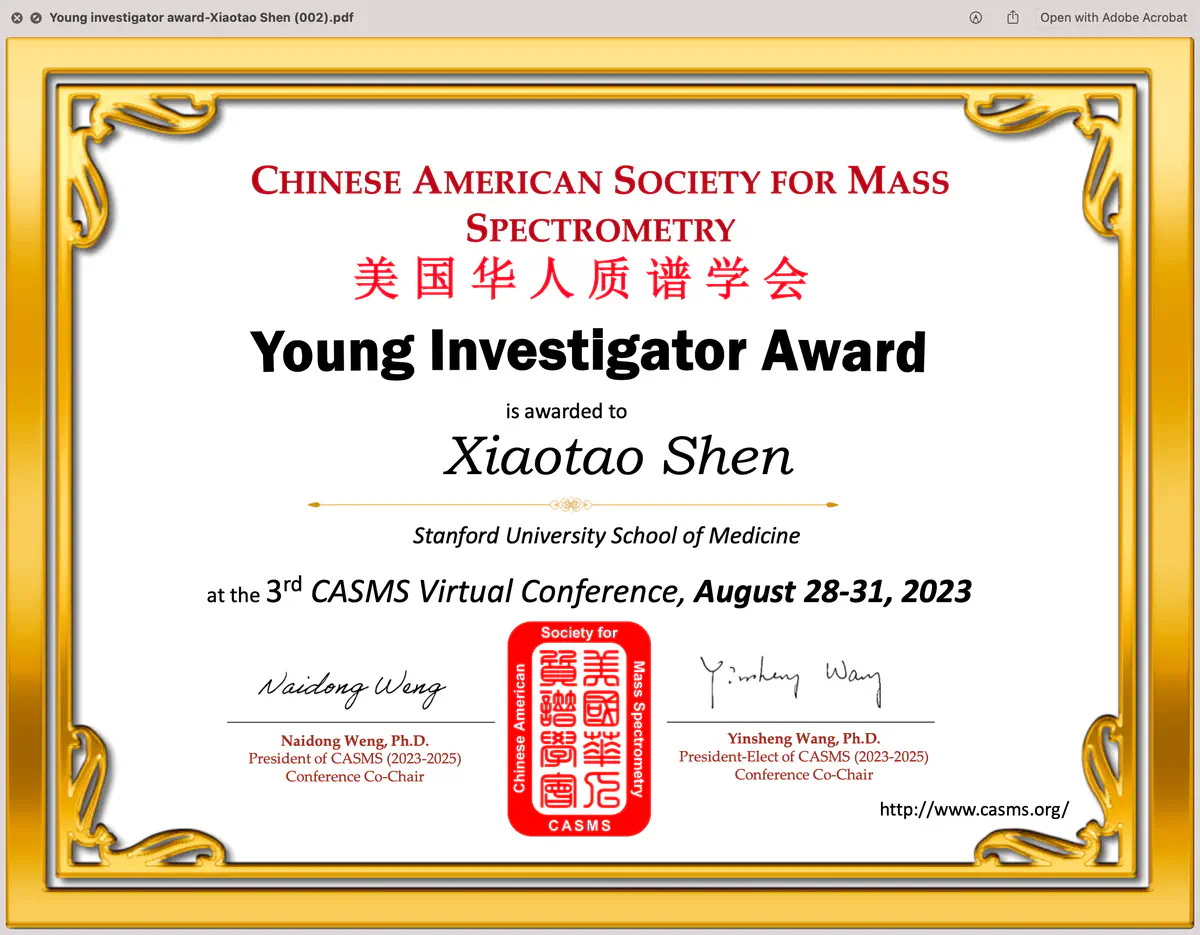 Young investigator award-Xiaotao Shen (002).pdf
Open with Adobe Acrobat
CHINESE AMERICAN SOCIETY FOR MASS
SPECTROMETRY
美国华人质谱学会
Young Investigator Award
is awarded to
Xiaotao Shen
Stanford University School of Medicine
at the 3rd CASMS Virtual Conference, August 28-31, 2023
Naidong Weng
Naidong Weng, Ph.D.
President of CASMS (2023-2025)
Conference Co-Chair
Society for
Chinese American
Mass Spectrometry
美國華人
質譜學會
CASMS
Yinsheng Wang
Yinsheng Wang, Ph.D.
President-Elect of CASMS (2023-2025)
Conference Co-Chair
http://www.casms.org/